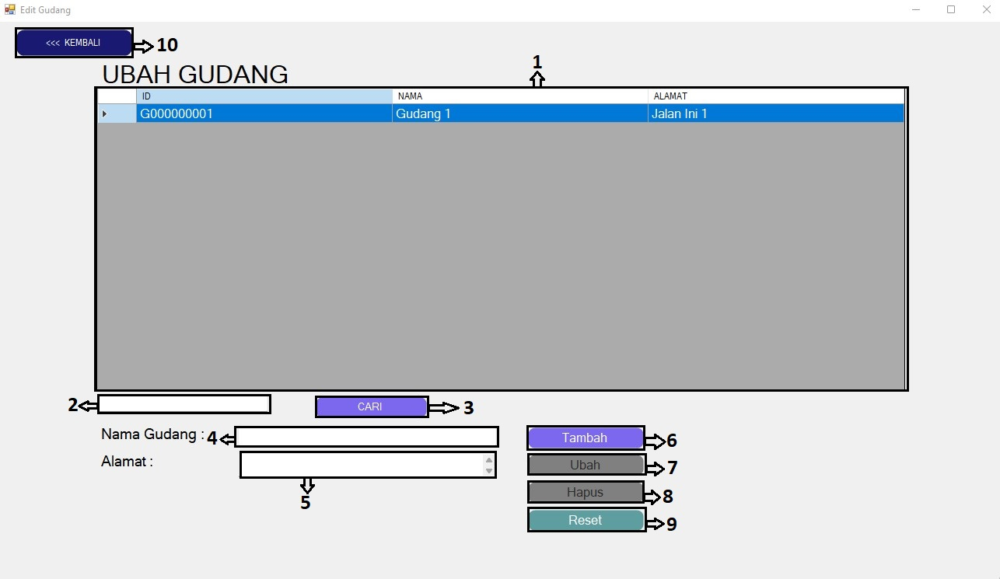 Edit Gudang
<<< KEMBALI
10
UBAH GUDANG
1
ID NAMA ALAMAT
G000000001 Gudang 1 Jalan Ini 1
2
CARI
3
Nama Gudang :
4
Alamat :
5
Tambah
6
Ubah
7
Hapus
8
Reset
9